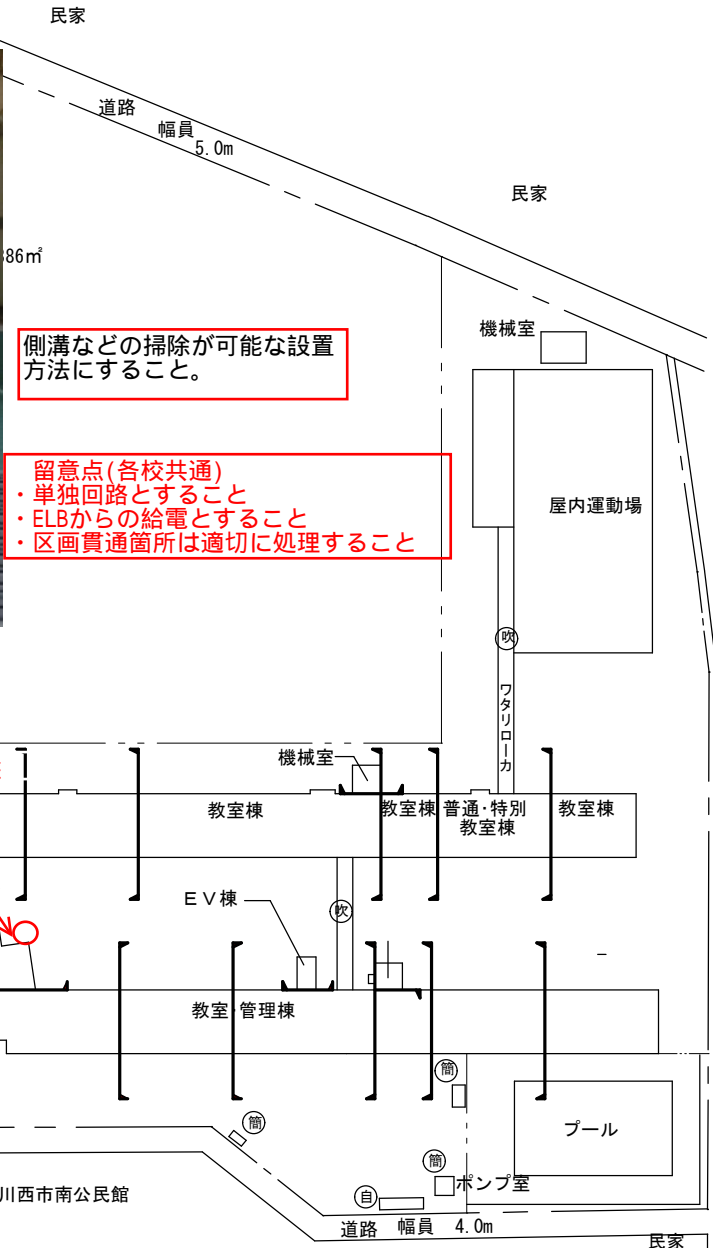 民家
道路
幅員
5.0m
民家
86㎡
機械室
側溝などの掃除が可能な設置
方法にすること。
留意点(各校共通)
・単独回路とすること
・ELBからの給電とすること
・区画貫通箇所は適切に処理すること
屋内運動場
吹
ワタリローカ
機械室
教室棟
教室棟
普通・特別
教室棟
教室棟
EV棟
吹
教室・管理棟
簡
簡
プール
簡
ポンプ室
川西市南公民館
自
道路 幅員 4.0m
民家